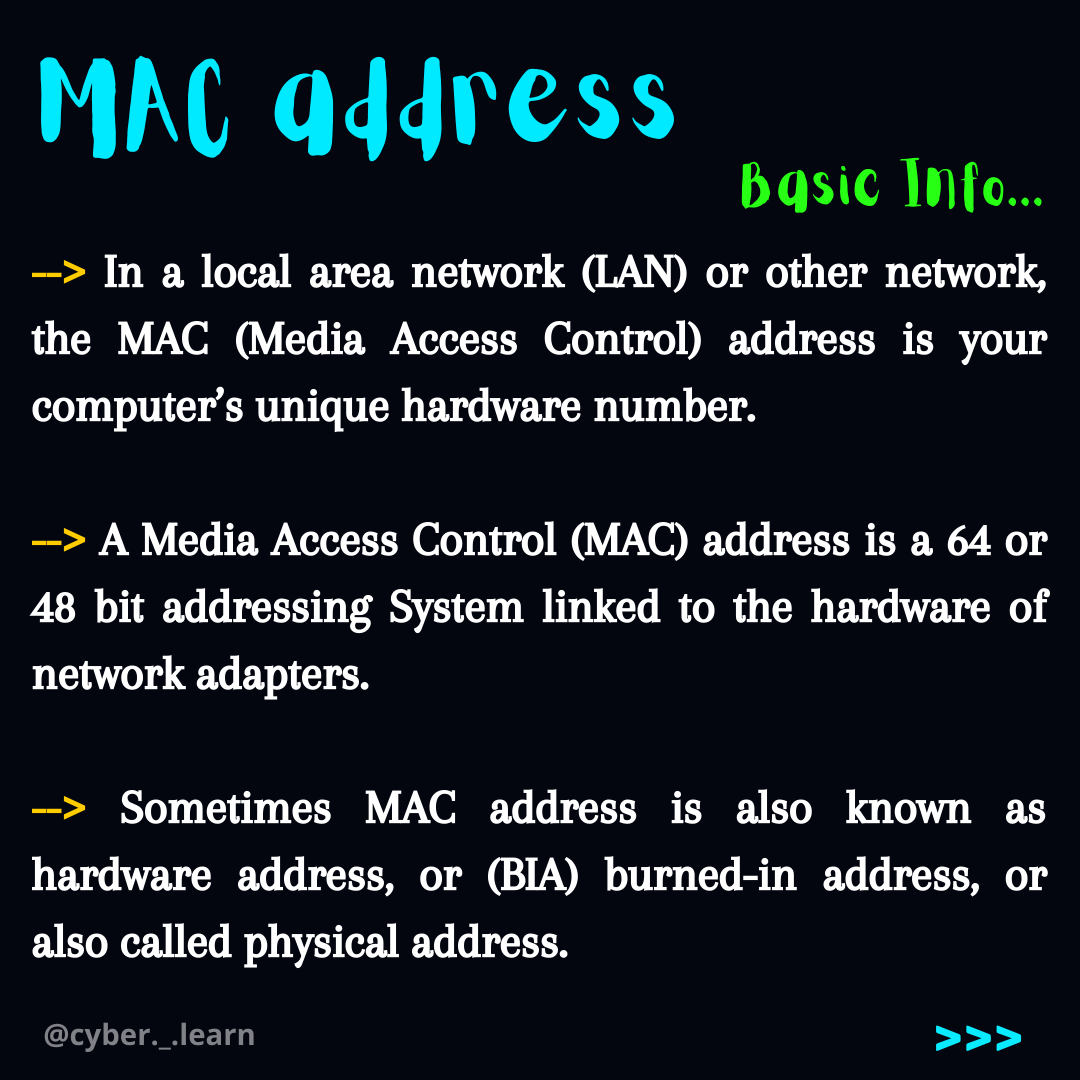 MAC address
Basic Info...
--> In a local area network (LAN) or other network,
the MAC (Media Access Control) address is your
computer’s unique hardware number.
--> A Media Access Control (MAC) address is a 64 or
48 bit addressing System linked to the hardware of
network adapters.
--> Sometimes MAC address is also known as
hardware address, or (BIA) burned-in address, or
also called physical address.
@cyber._.learn
>>>